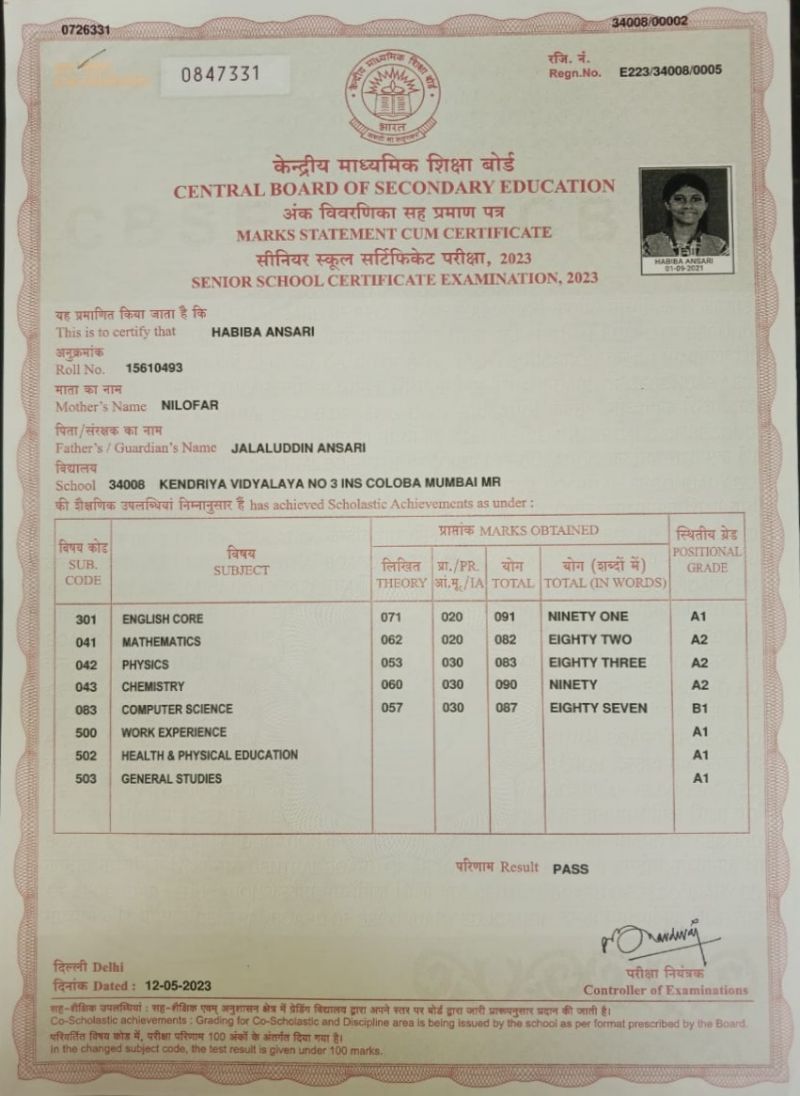 0726331
34008/00002
0847331
रजि. नं.
Regn.No. E223/34008/0005
केन्द्रीय माध्यमिक शिक्षा बोर्ड
भारत
केन्द्रीय माध्यमिक शिक्षा बोर्ड
CENTRAL BOARD OF SECONDARY EDUCATION
अंक विवरणिका सह प्रमाण पत्र
MARKS STATEMENT CUM CERTIFICATE
सीनियर स्कूल सर्टिफिकेट परीक्षा, 2023
SENIOR SCHOOL CERTIFICATE EXAMINATION, 2023
HABIBA ANSARI
01-09-2021
यह प्रमाणित किया जाता है कि
This is to certify that HABIBA ANSARI
अनुक्रमांक
Roll No. 15610493
माता का नाम
Mother's Name NILOFAR
पिता/संरक्षक का नाम
Father's / Guardian's Name JALALUDDIN ANSARI
विद्यालय
School 34008 KENDRIYA VIDYALAYA NO 3 INS COLOBA MUMBAI MR
की शैक्षणिक उपलब्धियां निम्नानुसार हैं has achieved Scholastic Achievements as under :
विषय कोड
SUB. CODE
विषय
SUBJECT
प्राप्तांक MARKS OBTAINED
लिखित
THEORY
प्रा./PR.
आं.मू./IA
योग
TOTAL
योग (शब्दों में)
TOTAL (IN WORDS)
स्थितीय ग्रेड
POSITIONAL GRADE
301 ENGLISH CORE 071 020 091 NINETY ONE A1
041 MATHEMATICS 062 020 082 EIGHTY TWO A2
042 PHYSICS 053 030 083 EIGHTY THREE A2
043 CHEMISTRY 060 030 090 NINETY A2
083 COMPUTER SCIENCE 057 030 087 EIGHTY SEVEN B1
500 WORK EXPERIENCE A1
502 HEALTH & PHYSICAL EDUCATION A1
503 GENERAL STUDIES A1
परिणाम Result PASS
दिल्ली Delhi
दिनांक Dated : 12-05-2023
परीक्षा नियंत्रक
Controller of Examinations
सह-शैक्षिक उपलब्धियां : सह-शैक्षिक एवम् अनुशासन क्षेत्र में ग्रेडिंग विद्यालय द्वारा अपने स्तर पर बोर्ड द्वारा जारी प्रारूपनुसार प्रदान की जाती है।
Co-Scholastic achievements : Grading for Co-Scholastic and Discipline area is being issued by the school as per format prescribed by the Board.
परिवर्तित विषय कोड में, परीक्षा परिणाम 100 अंकों के अंतर्गत दिया गया है।
In the changed subject code, the test result is given under 100 marks.